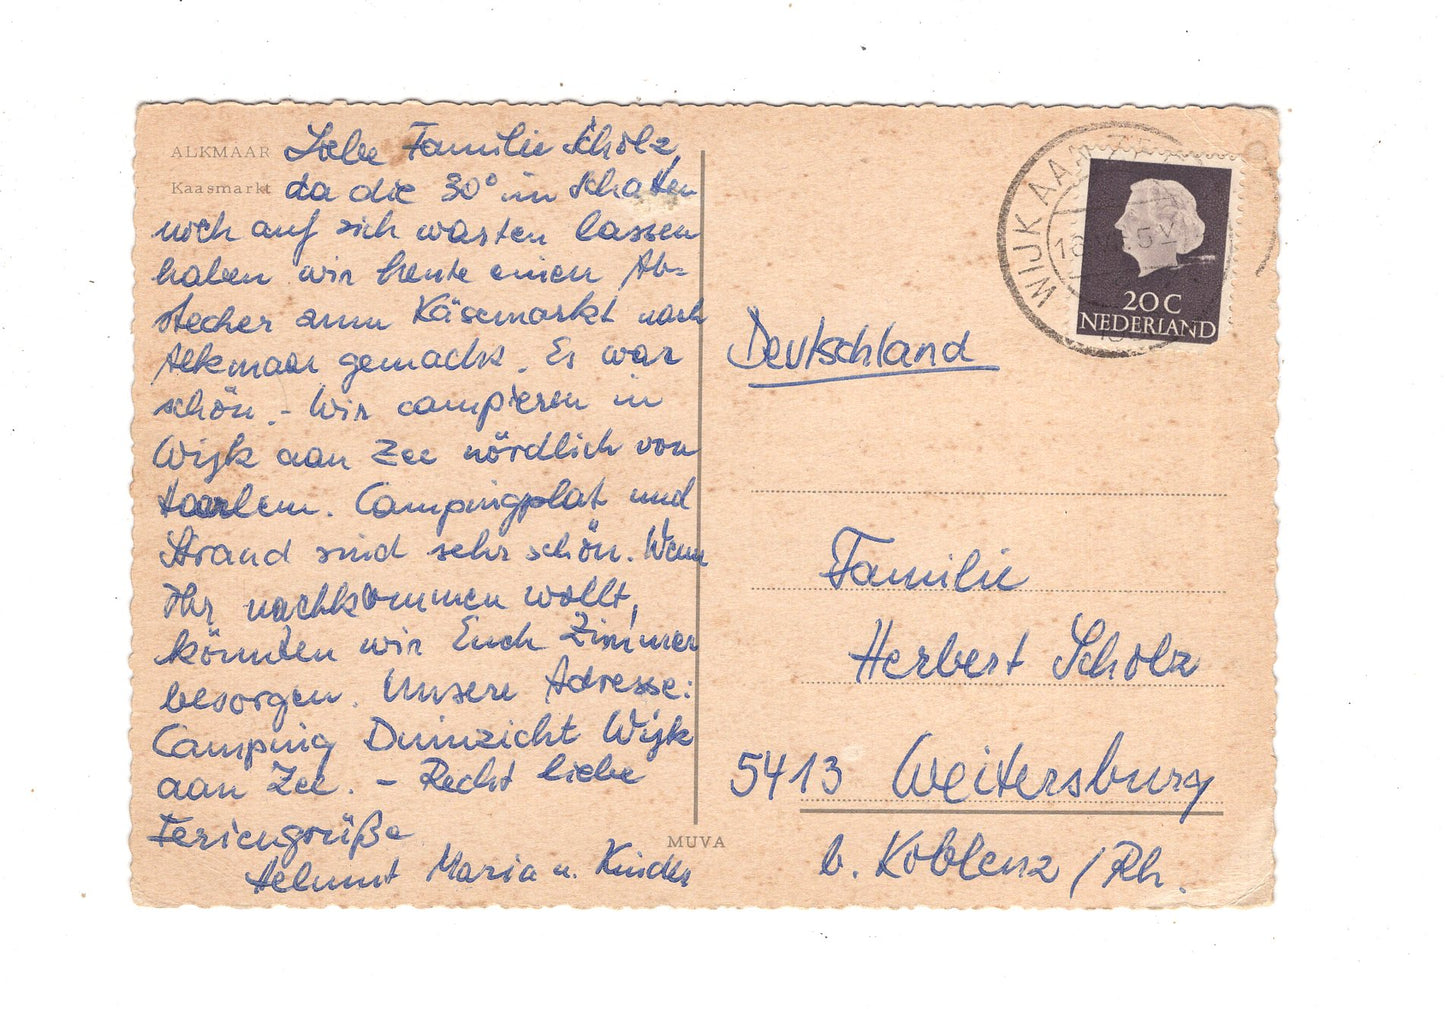 ALKMAAR
Kaasmarkt
Liebe Familie Scholz,
da die 30° im Schatten
noch auf sich warten lassen
haben wir heute einen Ab=
stecher zum Käsemarkt nach
Alkmaar gemacht. Es war
schön. - Wir campieren in
Wijk aan Zee nördlich von
Haarlem. Campingplat und
Strand sind sehr schön. Wenn
Ihr nachkommen wollt,
könnten wir Euch Zimmer
besorgen. Unsere Adresse:
Camping Duinzicht Wijk
aan Zee. - Recht liebe
Feriengrüße
Helmut Maria u. Kinder
MUVA
WIJK AAN
16
20 C
NEDERLAND
Deutschland
Familie
Herbert Scholz
5413 Weitersburg
b. Koblenz / Rh.